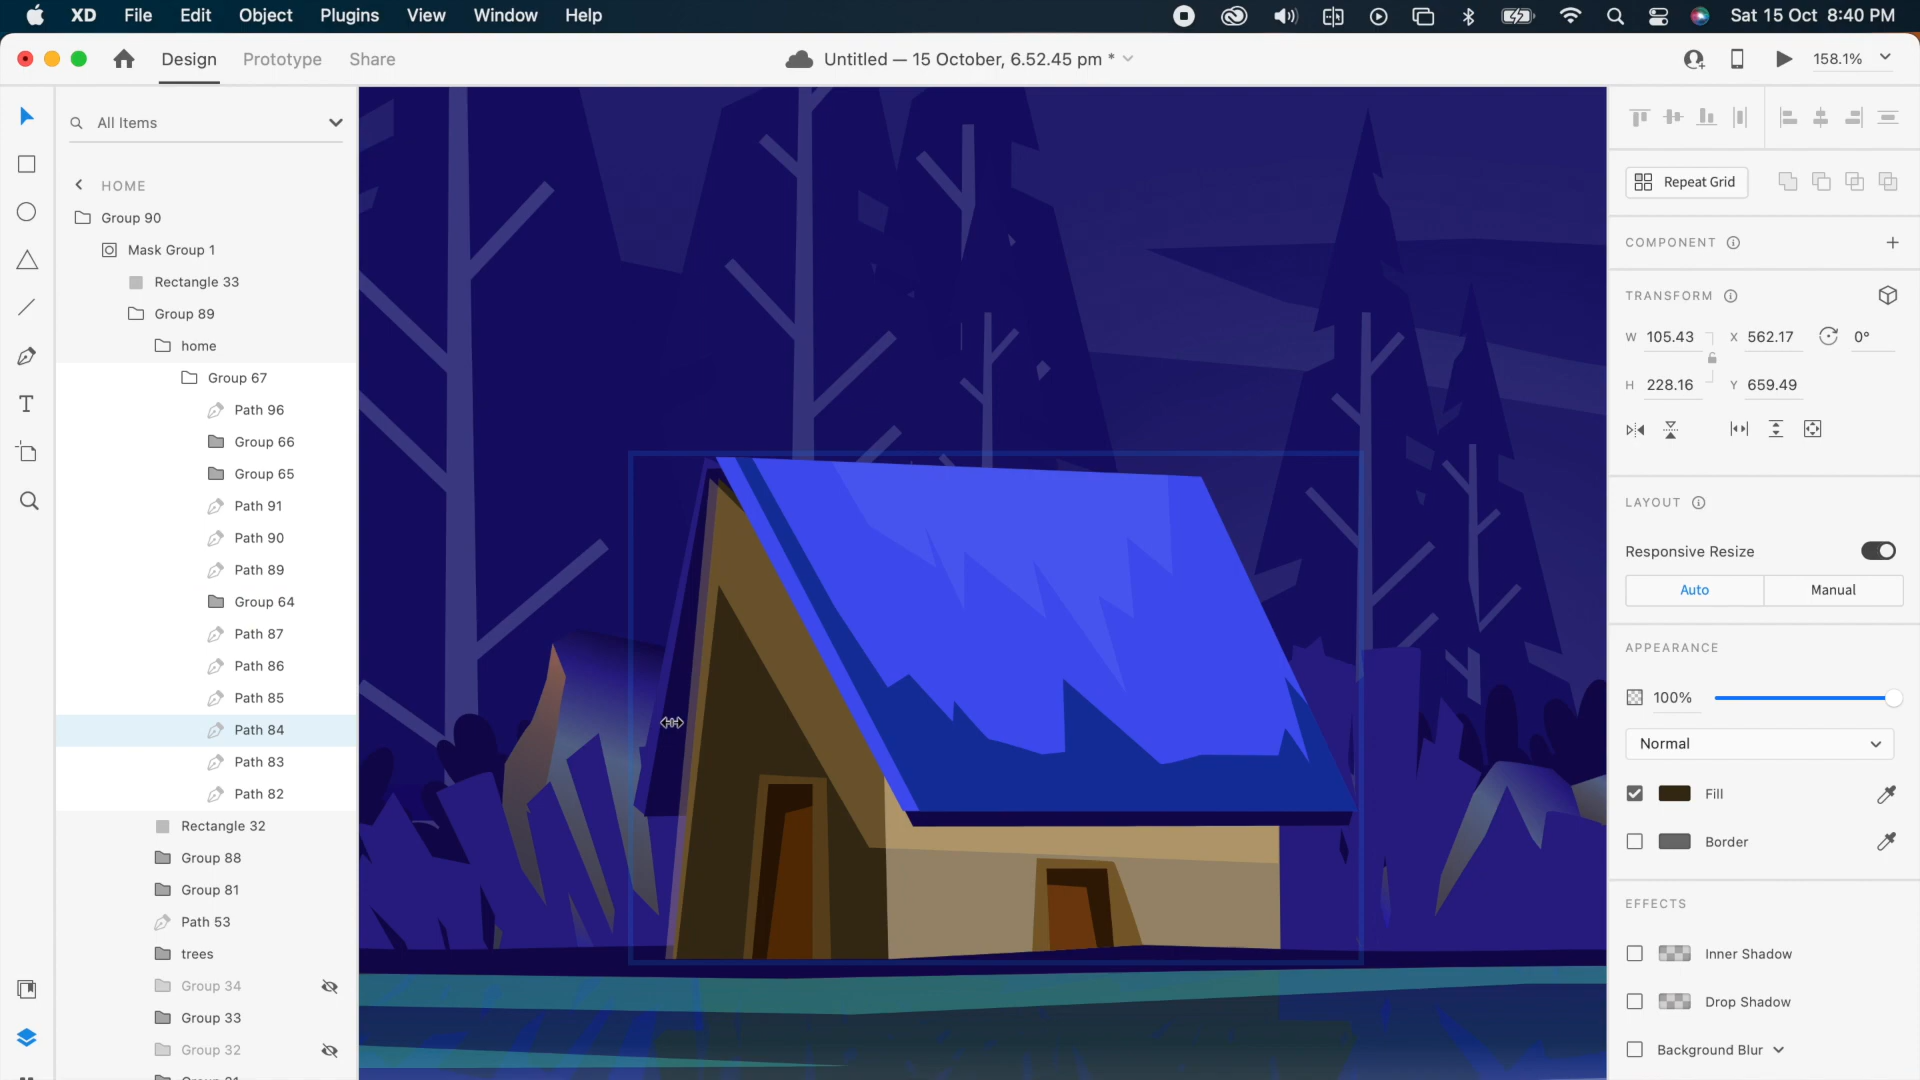 XD File Edit Object Plugins View Window Help Sat 15 Oct 8:40 PM
Design Prototype Share Untitled — 15 October, 6.52.45 pm * 158.1%
All Items
HOME
Group 90
Mask Group 1
Rectangle 33
Group 89
home
Group 67
Path 96
Group 66
Group 65
Path 91
Path 90
Path 89
Group 64
Path 87
Path 86
Path 85
Path 84
Path 83
Path 82
Rectangle 32
Group 88
Group 81
Path 53
trees
Group 34
Group 33
Group 32
Repeat Grid
COMPONENT
TRANSFORM
W 105.43 X 562.17 0°
H 228.16 Y 659.49
LAYOUT
Responsive Resize
Auto Manual
APPEARANCE
100%
Normal
Fill
Border
EFFECTS
Inner Shadow
Drop Shadow
Background Blur